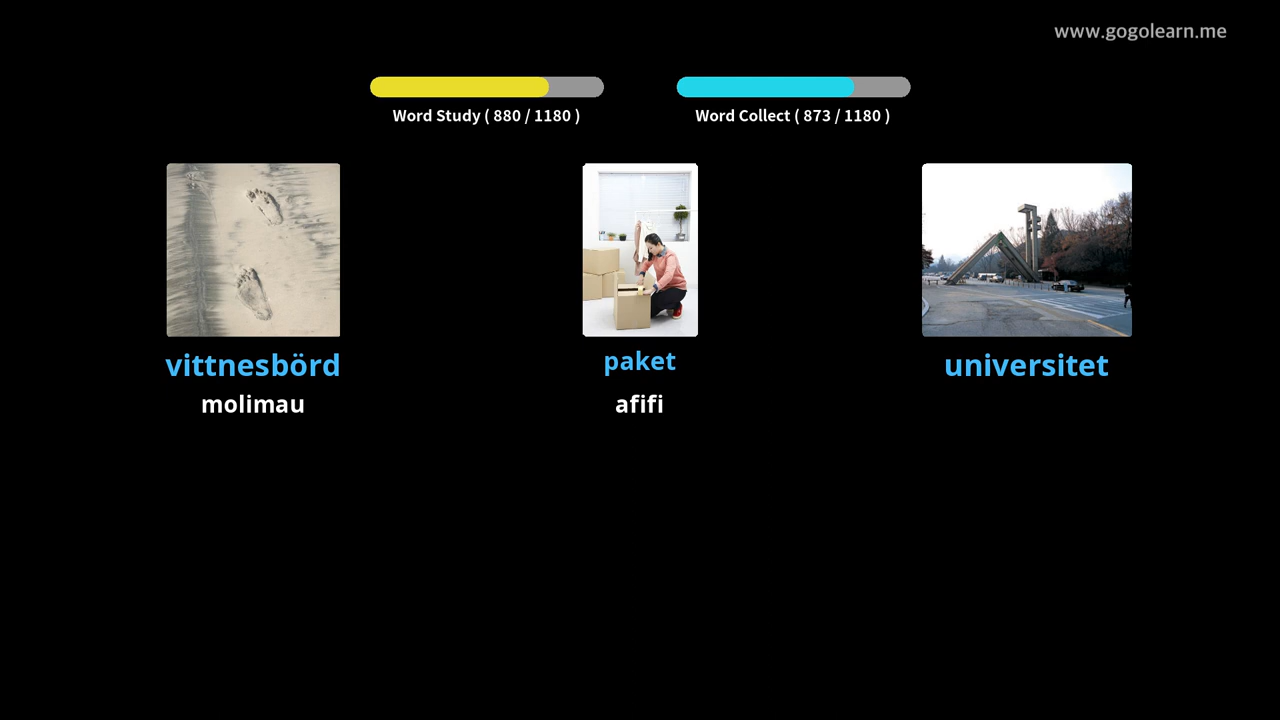 www.gogolearn.me
Word Study ( 880 / 1180 )
Word Collect ( 873 / 1180 )
vittnesbörd
paket
universitet
molimau
afifi